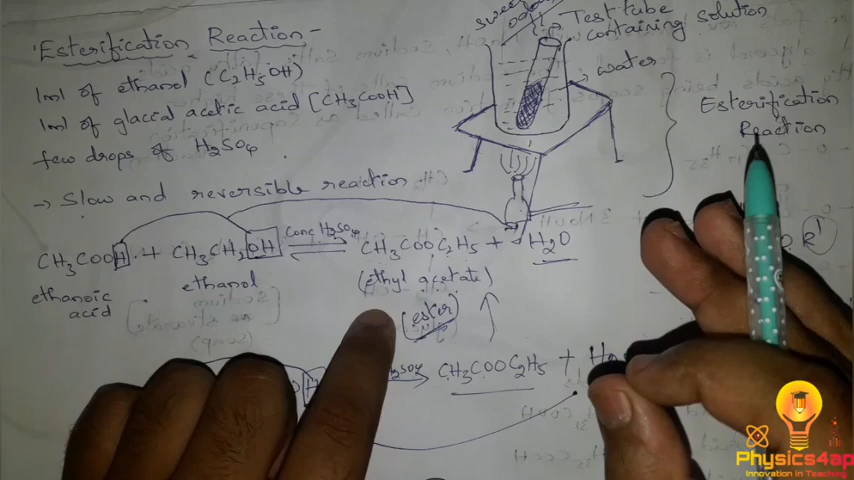 Esterification Reaction -
1ml of ethanol (C2H5OH)
1ml of glacid acetic acid [CH3COOH]
few drops of H2SO4.
→ Slow and reversible reaction
Test tube
containing solution
water
Esterification
Reaction
Conc H2SO4
CH3COOH + CH3CH2OH ⇌ CH3COOC2H5 + H2O
ethanoic
acid
ethanol
(ethyl acetate)
[ester]
CH3COOC2H5 +
Physics4ap
Innovation in Teaching